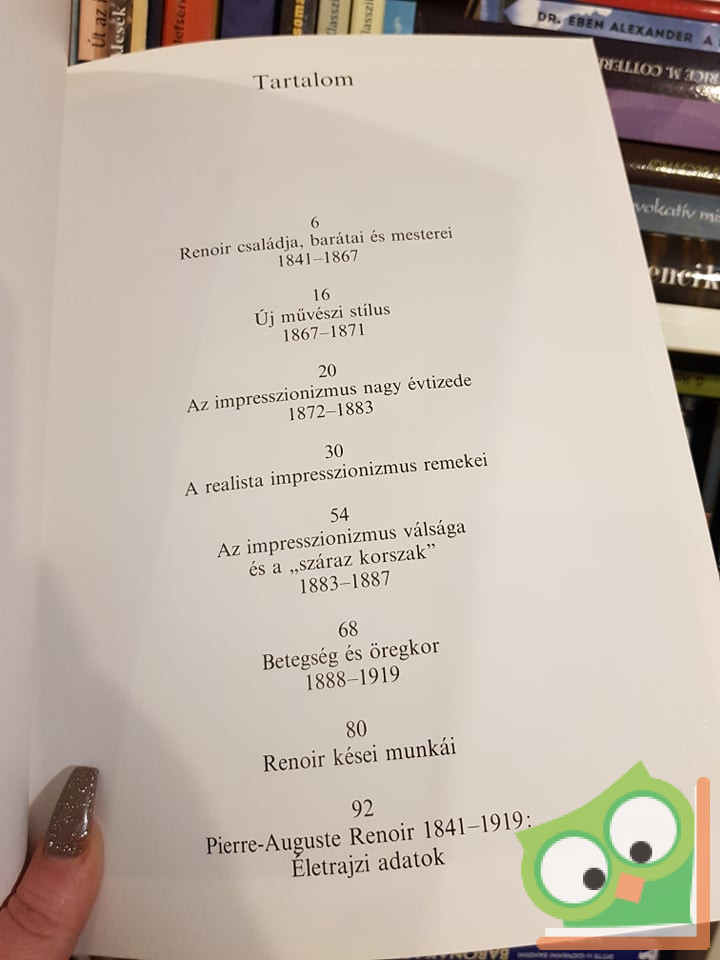 Tartalom
6
Renoir családja, barátai és mesterei
1841–1867
16
Új művészi stílus
1867–1871
20
Az impresszionizmus nagy évtizede
1872–1883
30
A realista impresszionizmus remekei
54
Az impresszionizmus válsága
és a „száraz korszak”
1883–1887
68
Betegség és öregkor
1888–1919
80
Renoir kései munkái
92
Pierre-Auguste Renoir 1841–1919:
Életrajzi adatok
DR. EBEN ALEXANDER A